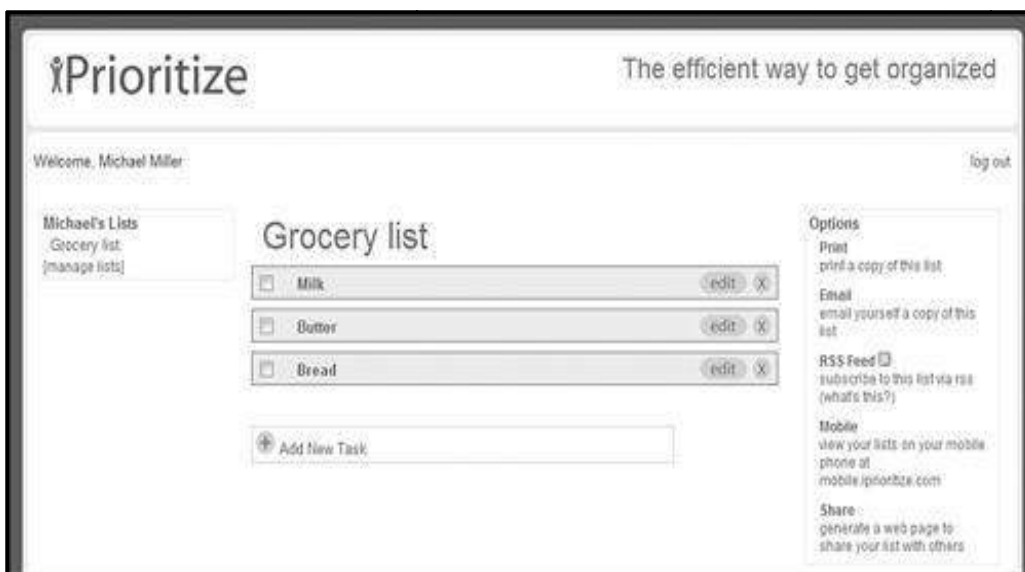 iPrioritize
The efficient way to get organized
Welcome, Michael Miller
log out
Michael's Lists
Grocery list
[manage lists]
Grocery list
Milk
edit X
Butter
edit X
Bread
edit X
Add New Task
Options
Print
print a copy of this list
Email
email yourself a copy of this
list
RSS Feed
subscribe to this list via rss
(what's this?)
Mobile
view your lists on your mobile
phone at
mobile.iprioritize.com
Share
generate a web page to
share your list with others